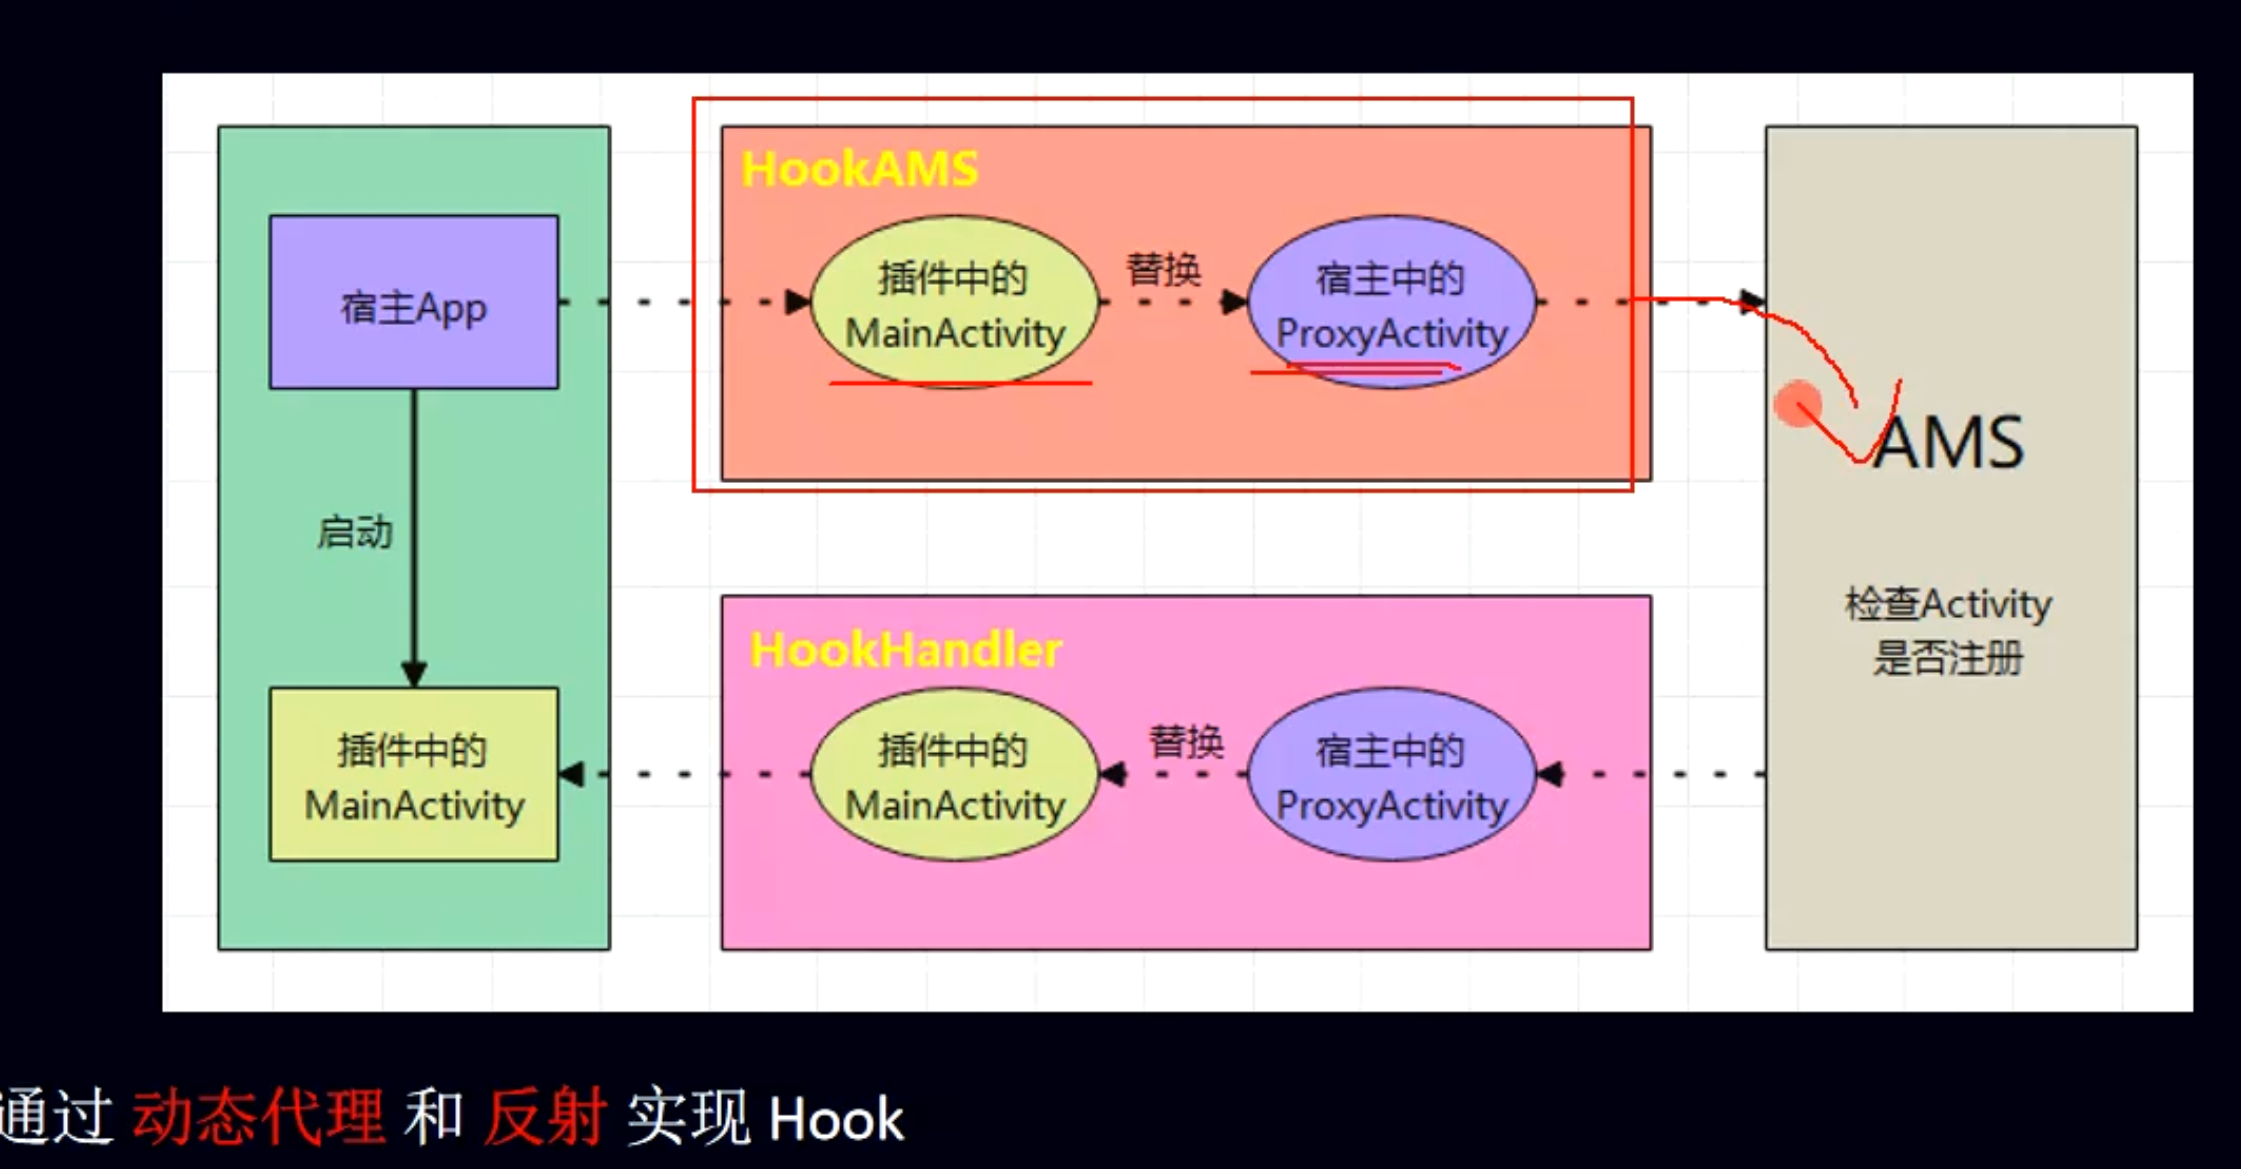 HookAMS
宿主App
插件中的
MainActivity
替换
宿主中的
ProxyActivity
AMS
检查Activity
是否注册
启动
HookHandler
插件中的
MainActivity
插件中的
MainActivity
替换
宿主中的
ProxyActivity
通过 动态代理 和 反射 实现 Hook